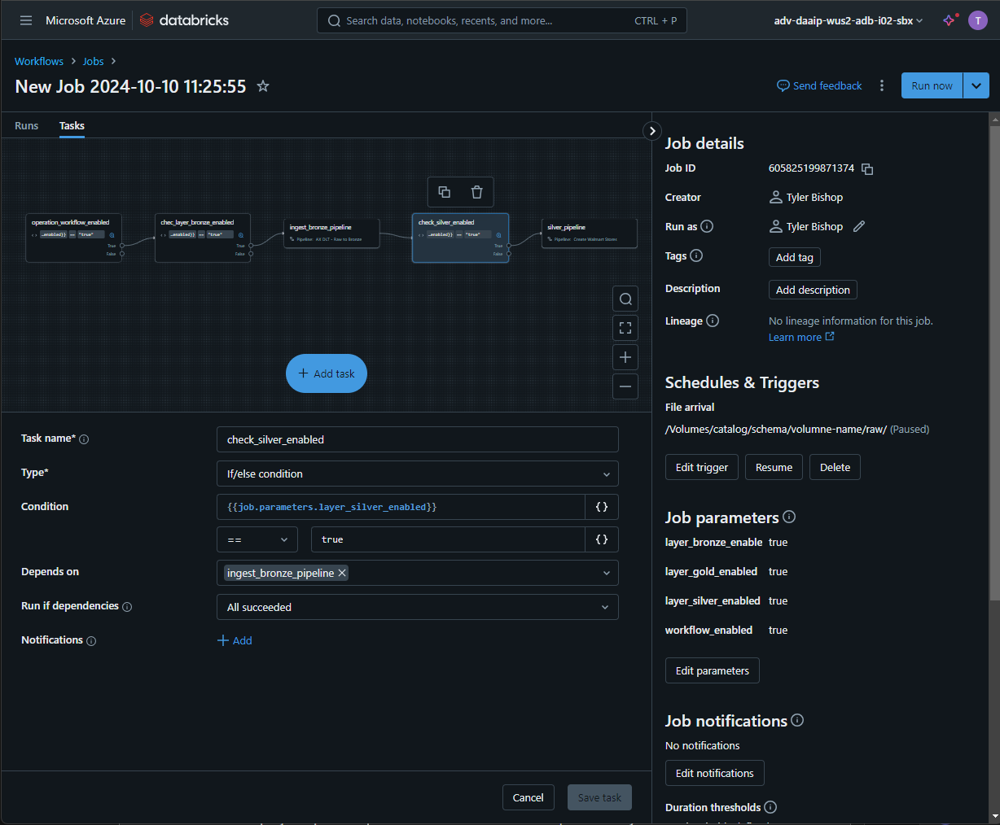 Microsoft Azure databricks Search data, notebooks, recents, and more... CTRL + P adv-daaip-wus2-adb-i02-sbx T
Workflows > Jobs >
New Job 2024-10-10 11:25:55
Send feedback Run now
Runs Tasks
operation_workflow_enabled
...enabled}} == "true"
True
False
chec_layer_bronze_enabled
...enabled}} == "true"
True
False
ingest_bronze_pipeline
Pipeline AX DLT - Raw to Bronze
check_silver_enabled
...enabled}} == "true"
True
False
silver_pipeline
Pipeline Create Walmart Stores
+ Add task
Task name* check_silver_enabled
Type* If/else condition
Condition {{job.parameters.layer_silver_enabled}} {}
== true {}
Depends on ingest_bronze_pipeline
Run if dependencies All succeeded
Notifications + Add
Cancel Save task
Job details
Job ID 605825199871374
Creator Tyler Bishop
Run as Tyler Bishop
Tags Add tag
Description Add description
Lineage No lineage information for this job.
Learn more
Schedules & Triggers
File arrival
/Volumes/catalog/schema/volumne-name/raw/ (Paused)
Edit trigger Resume Delete
Job parameters
layer_bronze_enable true
layer_gold_enabled true
layer_silver_enabled true
workflow_enabled true
Edit parameters
Job notifications
No notifications
Edit notifications
Duration thresholds